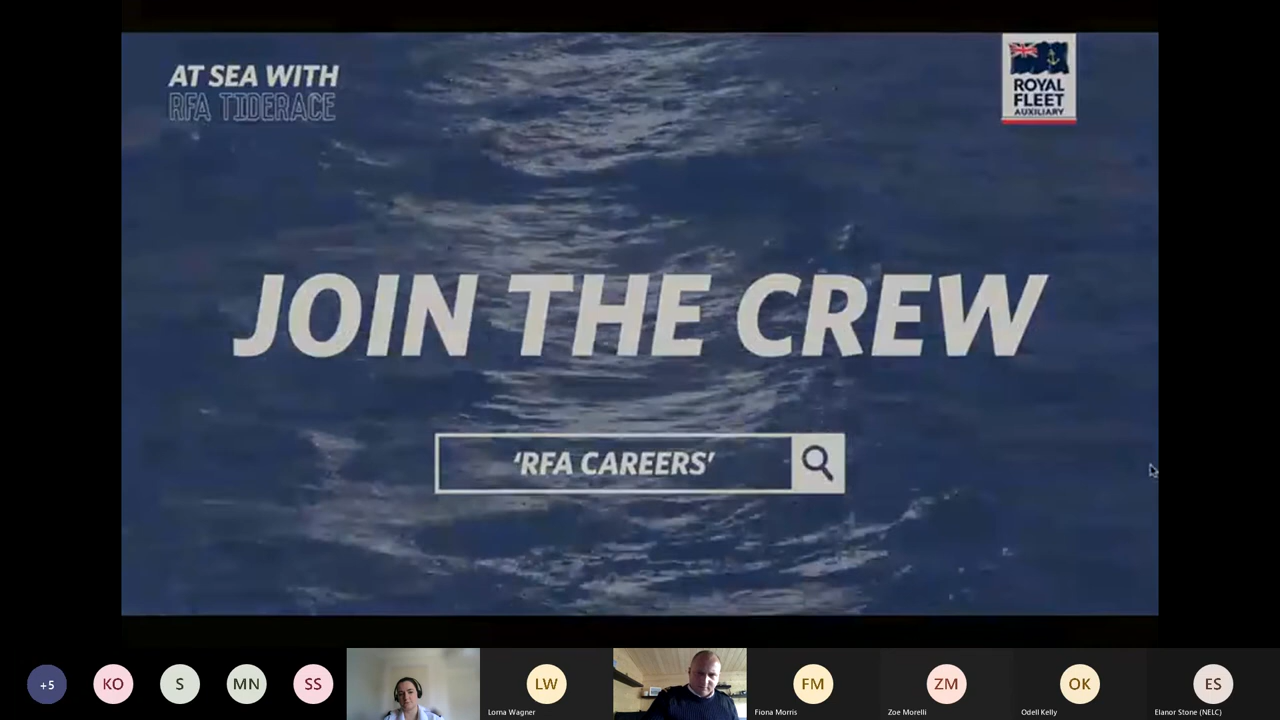 AT SEA WITH
RFA TIDERACE
ROYAL
FLEET
AUXILIARY
JOIN THE CREW
‘RFA CAREERS’
+5
KO
S
MN
SS
LW
Lorna Wagner
FM
Fiona Morris
ZM
Zoe Morelli
OK
Odell Kelly
ES
Elanor Stone (NELC)